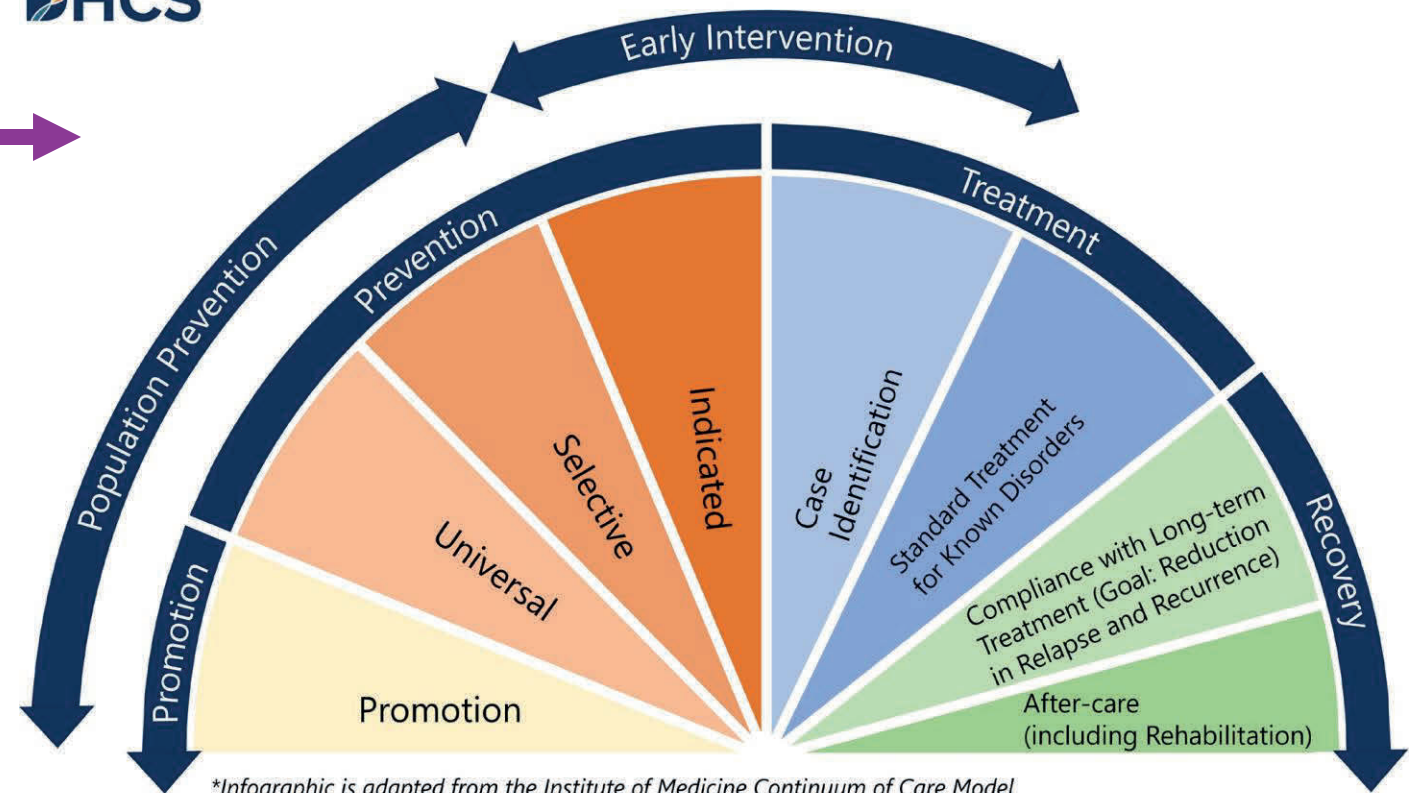 DHCS
Early Intervention
Population Prevention
Prevention
Treatment
Promotion
Recovery
Promotion
Universal
Selective
Indicated
Case
Identification
Standard Treatment
for Known Disorders
Compliance with Long-term
Treatment (Goal: Reduction
in Relapse and Recurrence)
After-care
(including Rehabilitation)
*Infographic is adapted from the Institute of Medicine Continuum of Care Model